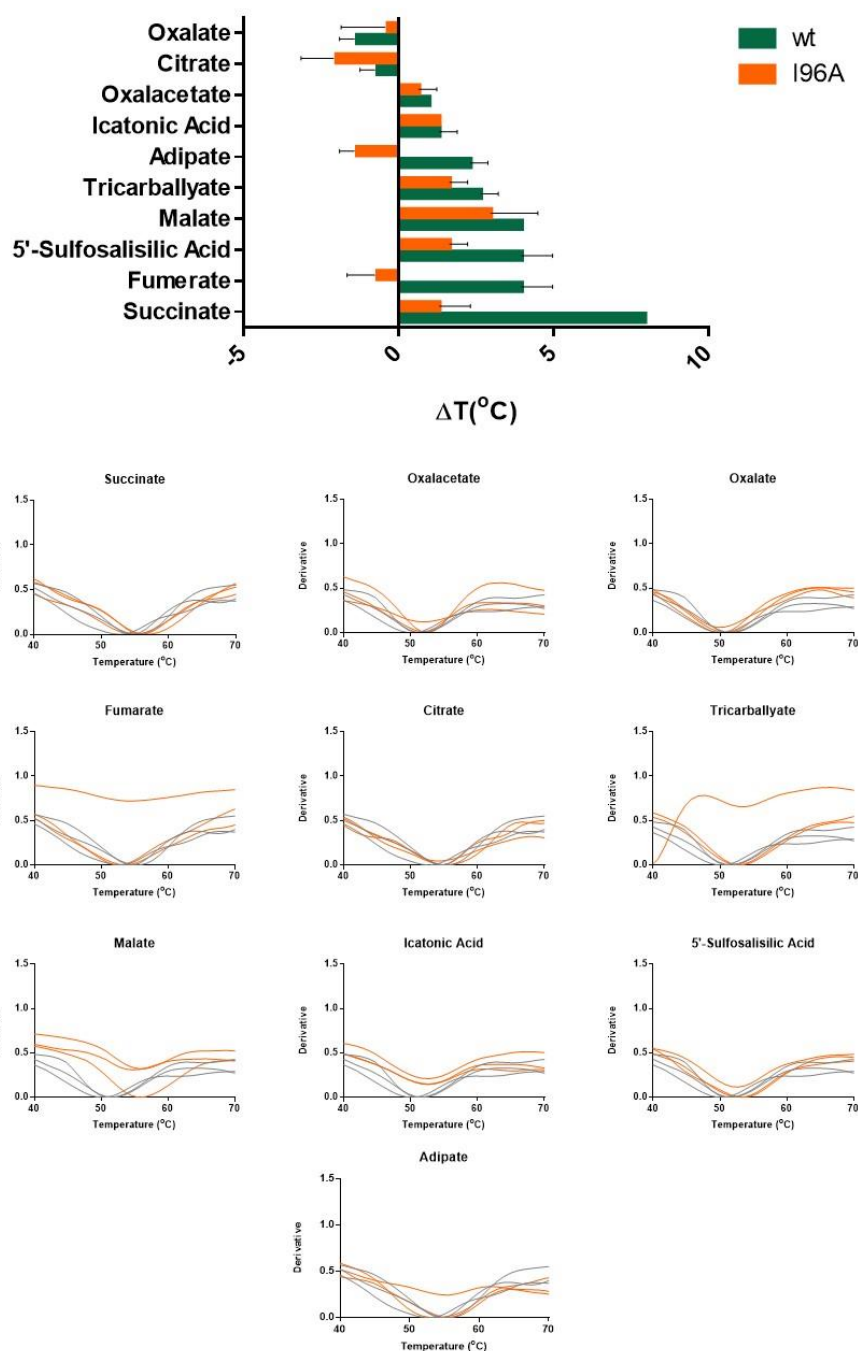 Oxalate
Citrate
Oxalacetate
Icatonic Acid
Adipate
Tricarballyate
Malate
5'-Sulfosalisilic Acid
Fumerate
Succinate
-5 0 5 10
ΔT(°C)
wt
I96A
Succinate
1.5
1.0
0.5
0.0
40 50 60 70
Temperature (°C)
Oxalacetate
Derivative
1.5
1.0
0.5
0.0
40 50 60 70
Temperature (°C)
Oxalate
Derivative
1.5
1.0
0.5
0.0
40 50 60 70
Temperature (°C)
Fumarate
1.5
1.0
0.5
0.0
40 50 60 70
Temperature (°C)
Citrate
Derivative
1.5
1.0
0.5
0.0
40 50 60 70
Temperature (°C)
Tricarballyate
Derivative
1.5
1.0
0.5
0.0
40 50 60 70
Temperature (°C)
Malate
1.5
1.0
0.5
0.0
40 50 60 70
Temperature (°C)
Icatonic Acid
Derivative
1.5
1.0
0.5
0.0
40 50 60 70
Temperature (°C)
5'-Sulfosalisilic Acid
Derivative
1.5
1.0
0.5
0.0
40 50 60 70
Temperature (°C)
Adipate
Derivative
1.5
1.0
0.5
0.0
40 50 60 70
Temperature (°C)